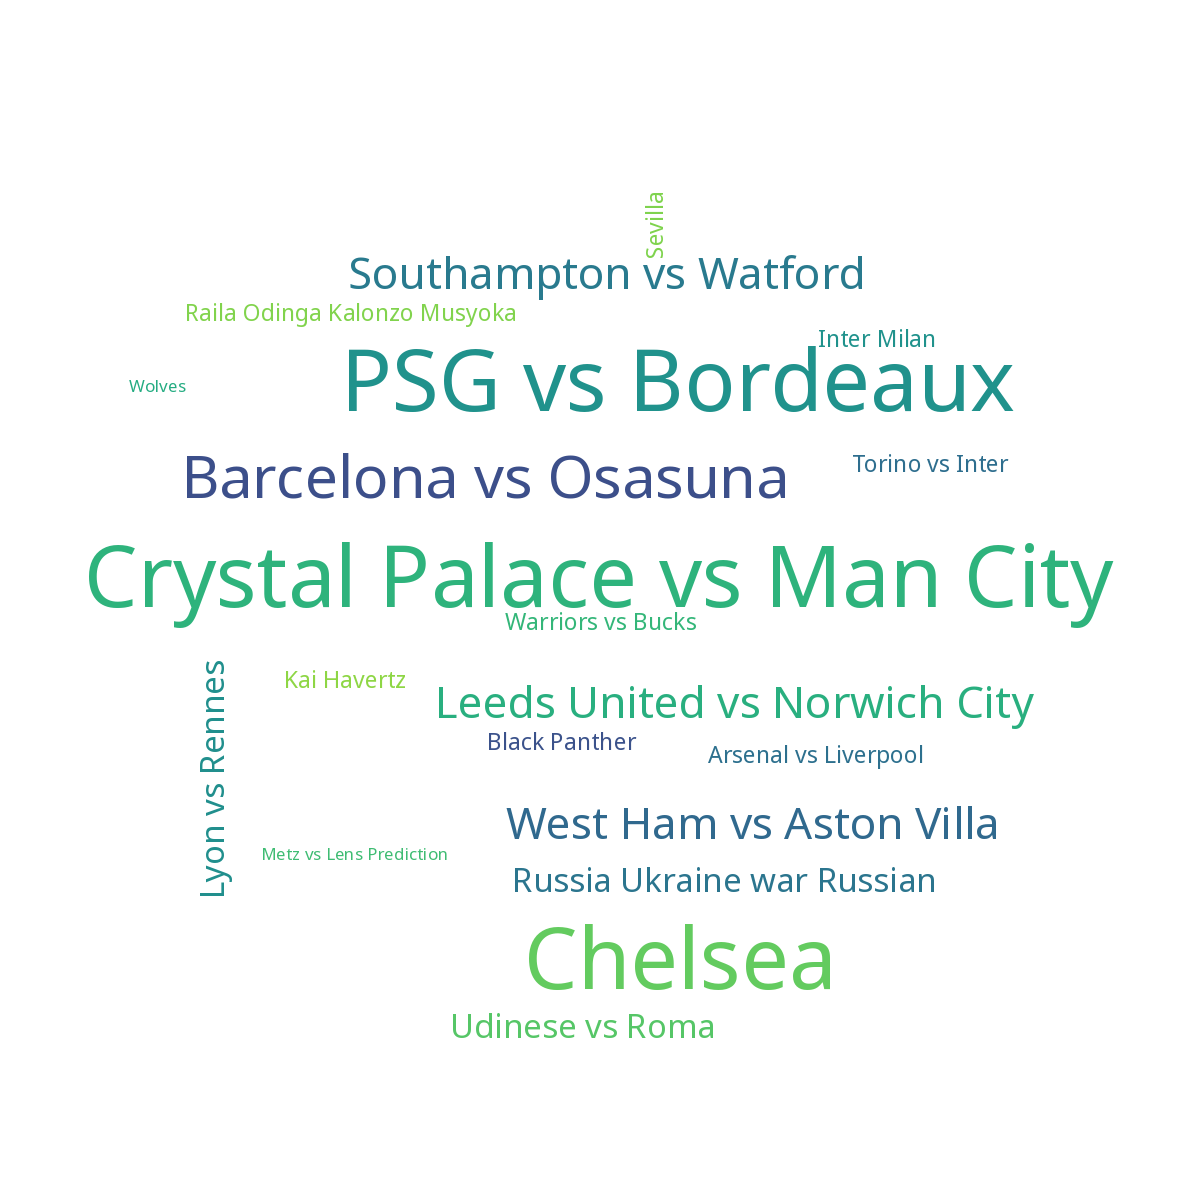 Sevilla
Southampton vs Watford
Raila Odinga Kalonzo Musyoka
Inter Milan
PSG vs Bordeaux
Wolves
Barcelona vs Osasuna
Torino vs Inter
Crystal Palace vs Man City
Warriors vs Bucks
Lyon vs Rennes
Kai Havertz
Leeds United vs Norwich City
Black Panther
Arsenal vs Liverpool
West Ham vs Aston Villa
Metz vs Lens Prediction
Russia Ukraine war Russian
Chelsea
Udinese vs Roma